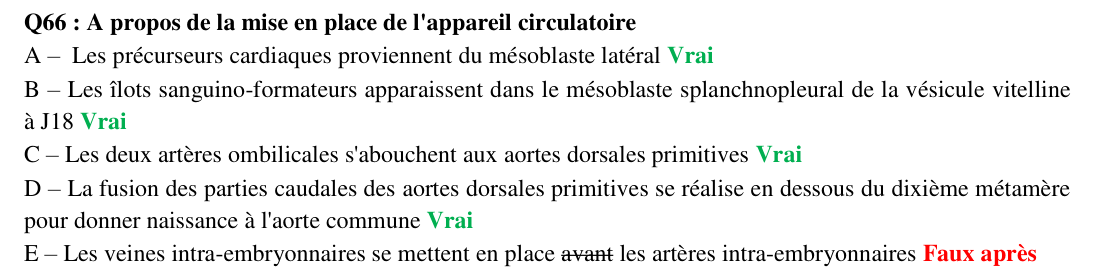 Q66 : A propos de la mise en place de l'appareil circulatoire
A – Les précurseurs cardiaques proviennent du mésoblaste latéral Vrai
B – Les îlots sanguino-formateurs apparaissent dans le mésoblaste splanchnopleural de la vésicule vitelline
à J18 Vrai
C – Les deux artères ombilicales s'abouchent aux aortes dorsales primitives Vrai
D – La fusion des parties caudales des aortes dorsales primitives se réalise en dessous du dixième métamère
pour donner naissance à l'aorte commune Vrai
E – Les veines intra-embryonnaires se mettent en place avant les artères intra-embryonnaires Faux après